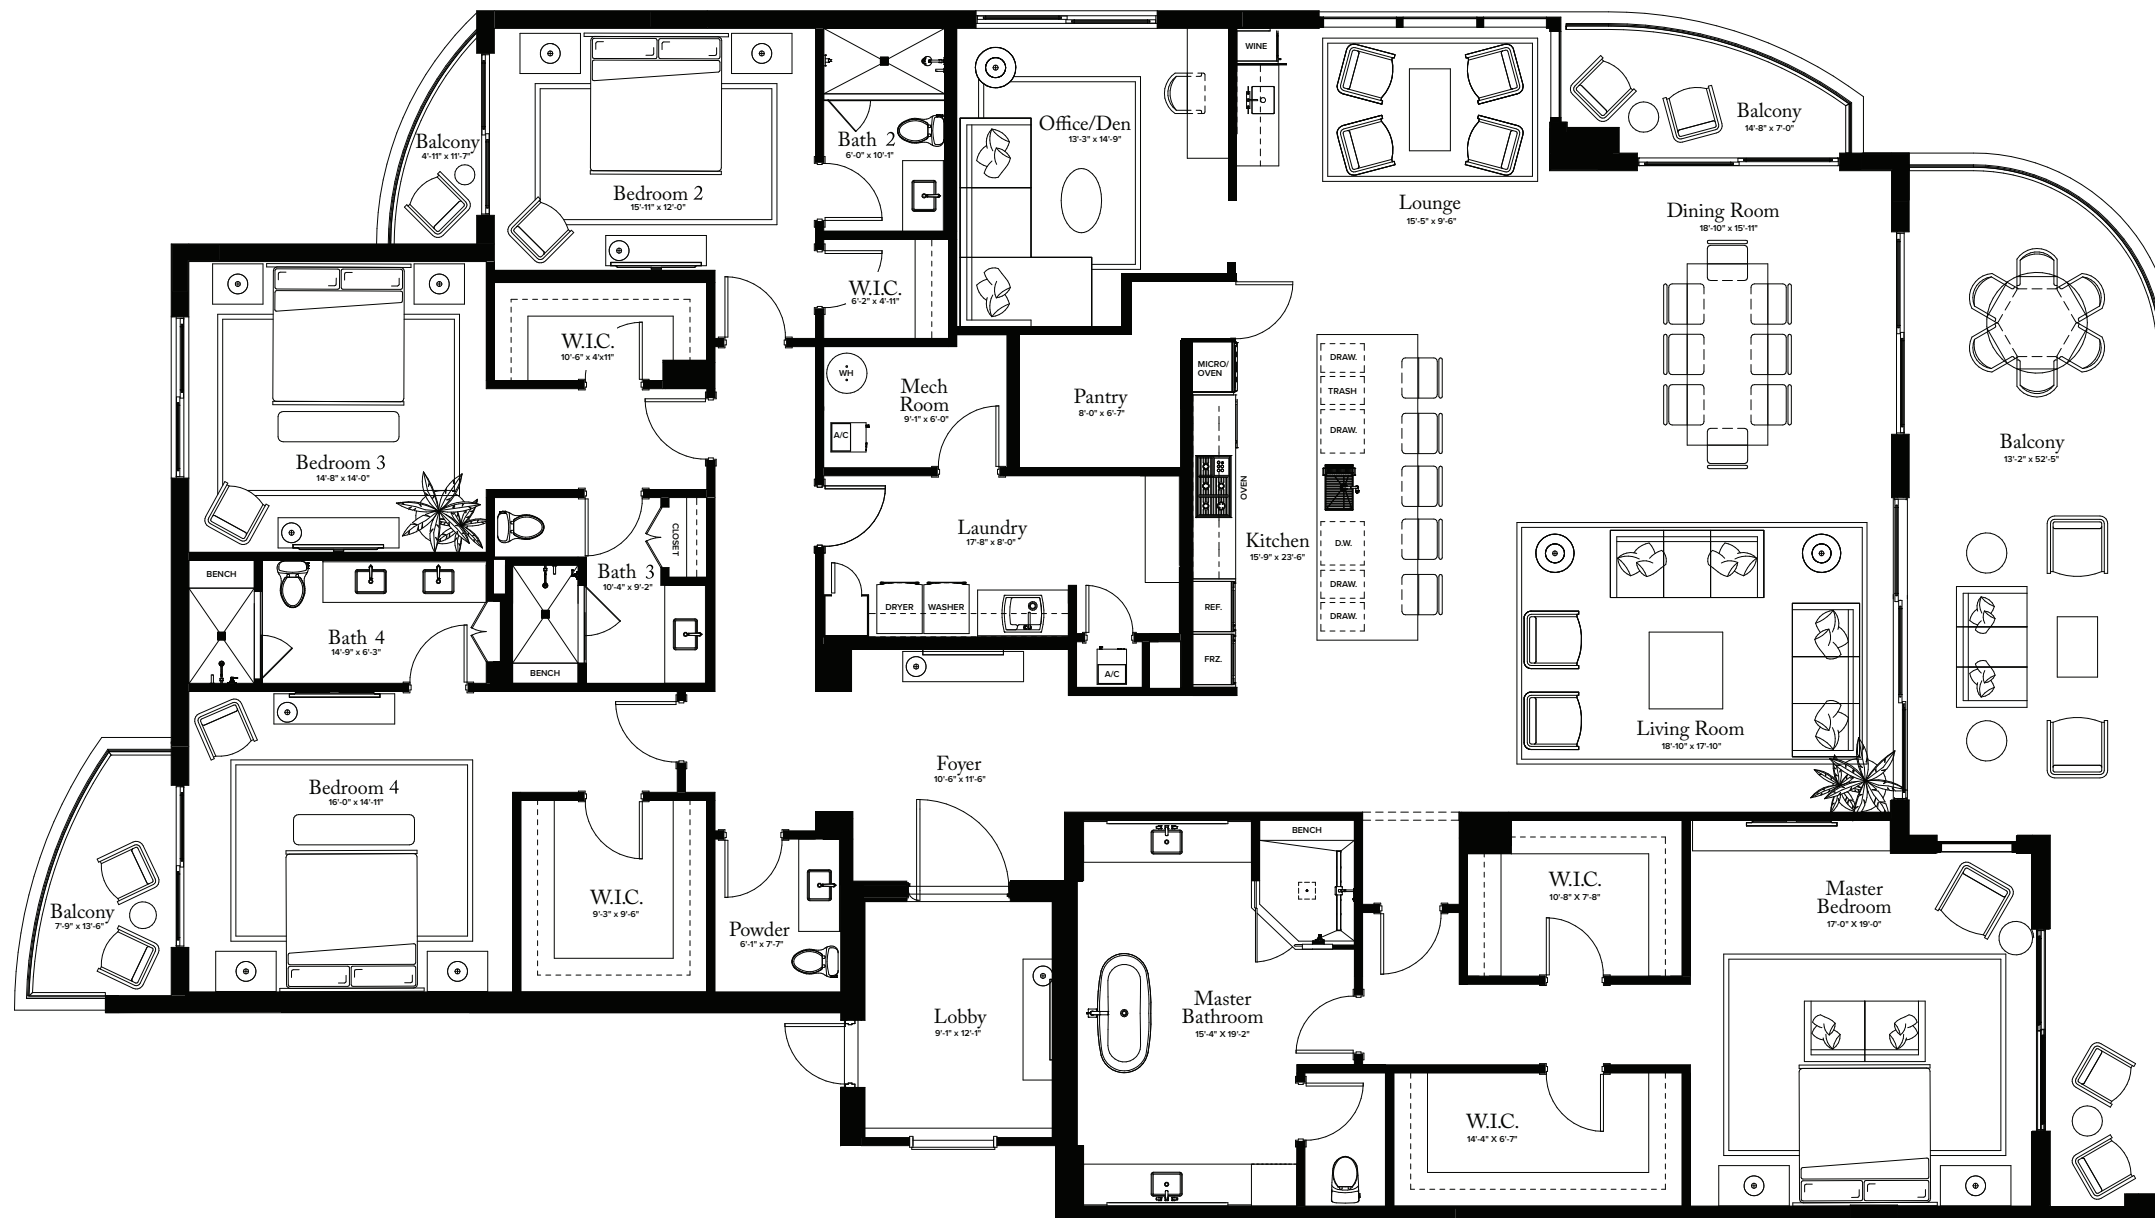 WINE
Balcony
14'-8" x 7'-0"
Balcony
4'-11" x 11'-7"
Bath 2
6'-0" x 10'-1"
Office/Den
13'-3" x 14'-9"
Bedroom 2
15'-11" x 12'-0"
Lounge
15'-5" x 9'-6"
Dining Room
18'-10" x 15'-11"
W.I.C.
6'-2" x 4'-11"
W.I.C.
10'-6" x 4'x11"
WH
A/C
Mech
Room
9'-1" x 6'-0"
Pantry
8'-0" x 6'-7"
MICRO/
OVEN
DRAW.
TRASH
DRAW.
Balcony
13'-2" x 52'-5"
Bedroom 3
14'-8" x 14'-0"
OVEN
CLOSET
Laundry
17'-8" x 8'-0"
Kitchen
15'-9" x 23'-6"
D.W.
DRAW.
DRAW.
BENCH
Bath 3
10'-4" x 9'-2"
DRYER
WASHER
REF.
FRZ.
Bath 4
14'-9" x 6'-3"
BENCH
A/C
Living Room
18'-10" x 17'-10"
Foyer
10'-6" x 11'-6"
Bedroom 4
16'-0" x 14'-11"
BENCH
W.I.C.
9'-3" x 9'-6"
W.I.C.
10'-8" X 7'-8"
Master
Bedroom
17'-0" X 19'-0"
Balcony
7'-9" x 13'-6"
Powder
6'-1" x 7'-7"
Lobby
9'-1" x 12'-1"
Master
Bathroom
15'-4" X 19'-2"
W.I.C.
14'-4" X 6'-7"